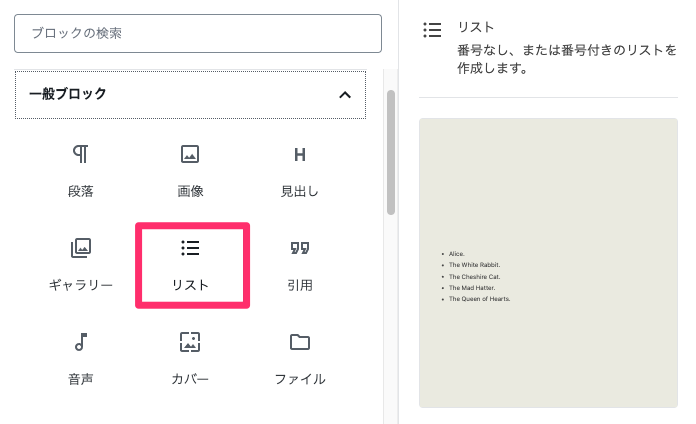 ブロックの検索
一般ブロック
段落
画像
見出し
ギャラリー
リスト
引用
音声
カバー
ファイル
リスト
番号なし、または番号付きのリストを
作成します。
• Alice.
• The White Rabbit.
• The Cheshire Cat.
• The Mad Hatter.
• The Queen of Hearts.